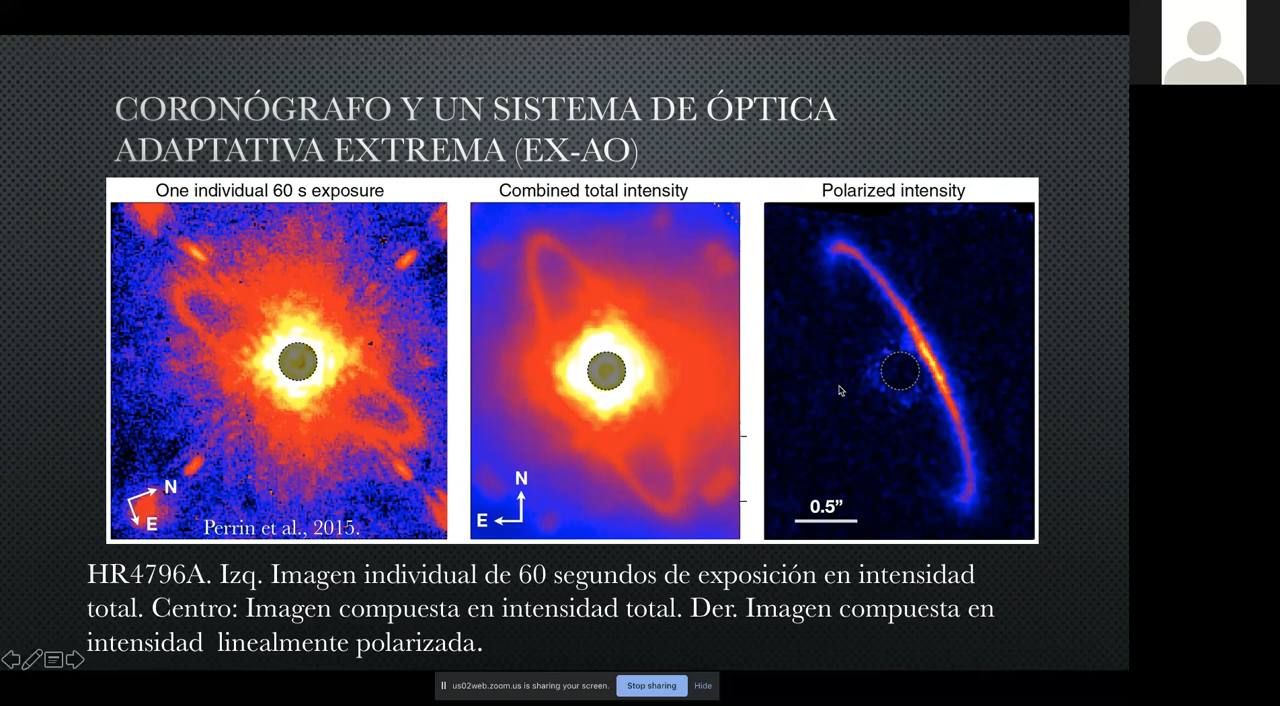 CORONÓGRAFO Y UN SISTEMA DE ÓPTICA
ADAPTATIVA EXTREMA (EX-AO)
One individual 60 s exposure
Combined total intensity
Polarized intensity
N
E
Perrin et al., 2015.
N
E
0.5”
HR4796A. Izq. Imagen individual de 60 segundos de exposición en intensidad
total. Centro: Imagen compuesta en intensidad total. Der. Imagen compuesta en
intensidad linealmente polarizada.
us02web.zoom.us is sharing your screen.
Stop sharing
Hide